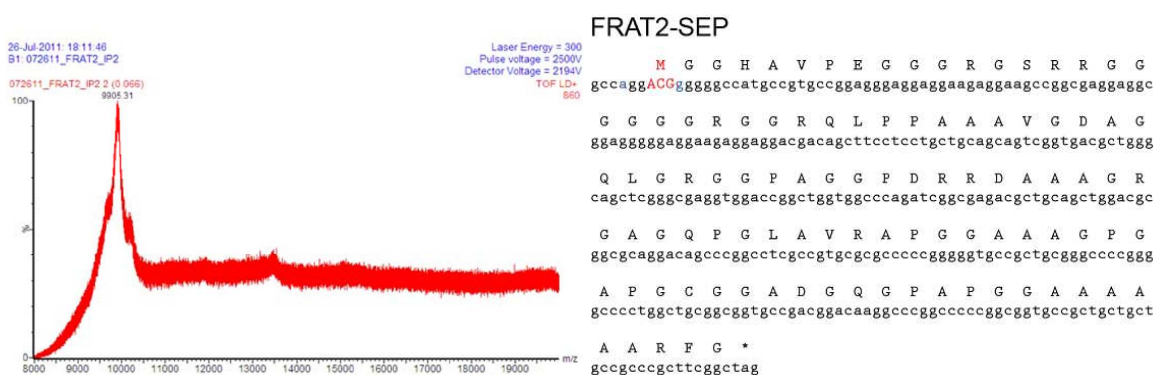 26-Jul-2011: 18:11:46
B1: 072611_FRAT2_IP2
Laser Energy = 300
Pulse voltage = 2500V
Detector Voltage = 2194V
072611_FRAT2_IP2 2 (0.066)
TOF LD+
9905.31
100
%
0
8000 9000 10000 11000 12000 13000 14000 15000 16000 17000 18000 19000
m/z
FRAT2-SEP
M G G H A V P E G G G R G S R R G G
gccaggACGgggggccatgccgtgccggagggaggaggaagaggaagccggcgaggaggc
G G G G R G G R Q L P P A A A V G D A G
ggagggggaggaagaggaggacgacagcttcctcctgctgcagcagtcggtgacgctggg
Q L G R G G P A G G P D R R D A A A G R
cagctcgggcgaggtggaccggctggtggcccagatcggcgagacgctgcagctggacgc
G A G Q P G L A V R A P G G A A A G P G
ggcgcaggacagcccggcctcgccgtgcgcgcccccgggggtgccgctgcgggccccggg
A P G C G G A D G Q G P A P G G A A A A
gcccctggctgcggcggtgccgacggacaaggcccggcccccggcggtgccgctgctgct
A A R F G *
gccgcccgcttcggctag